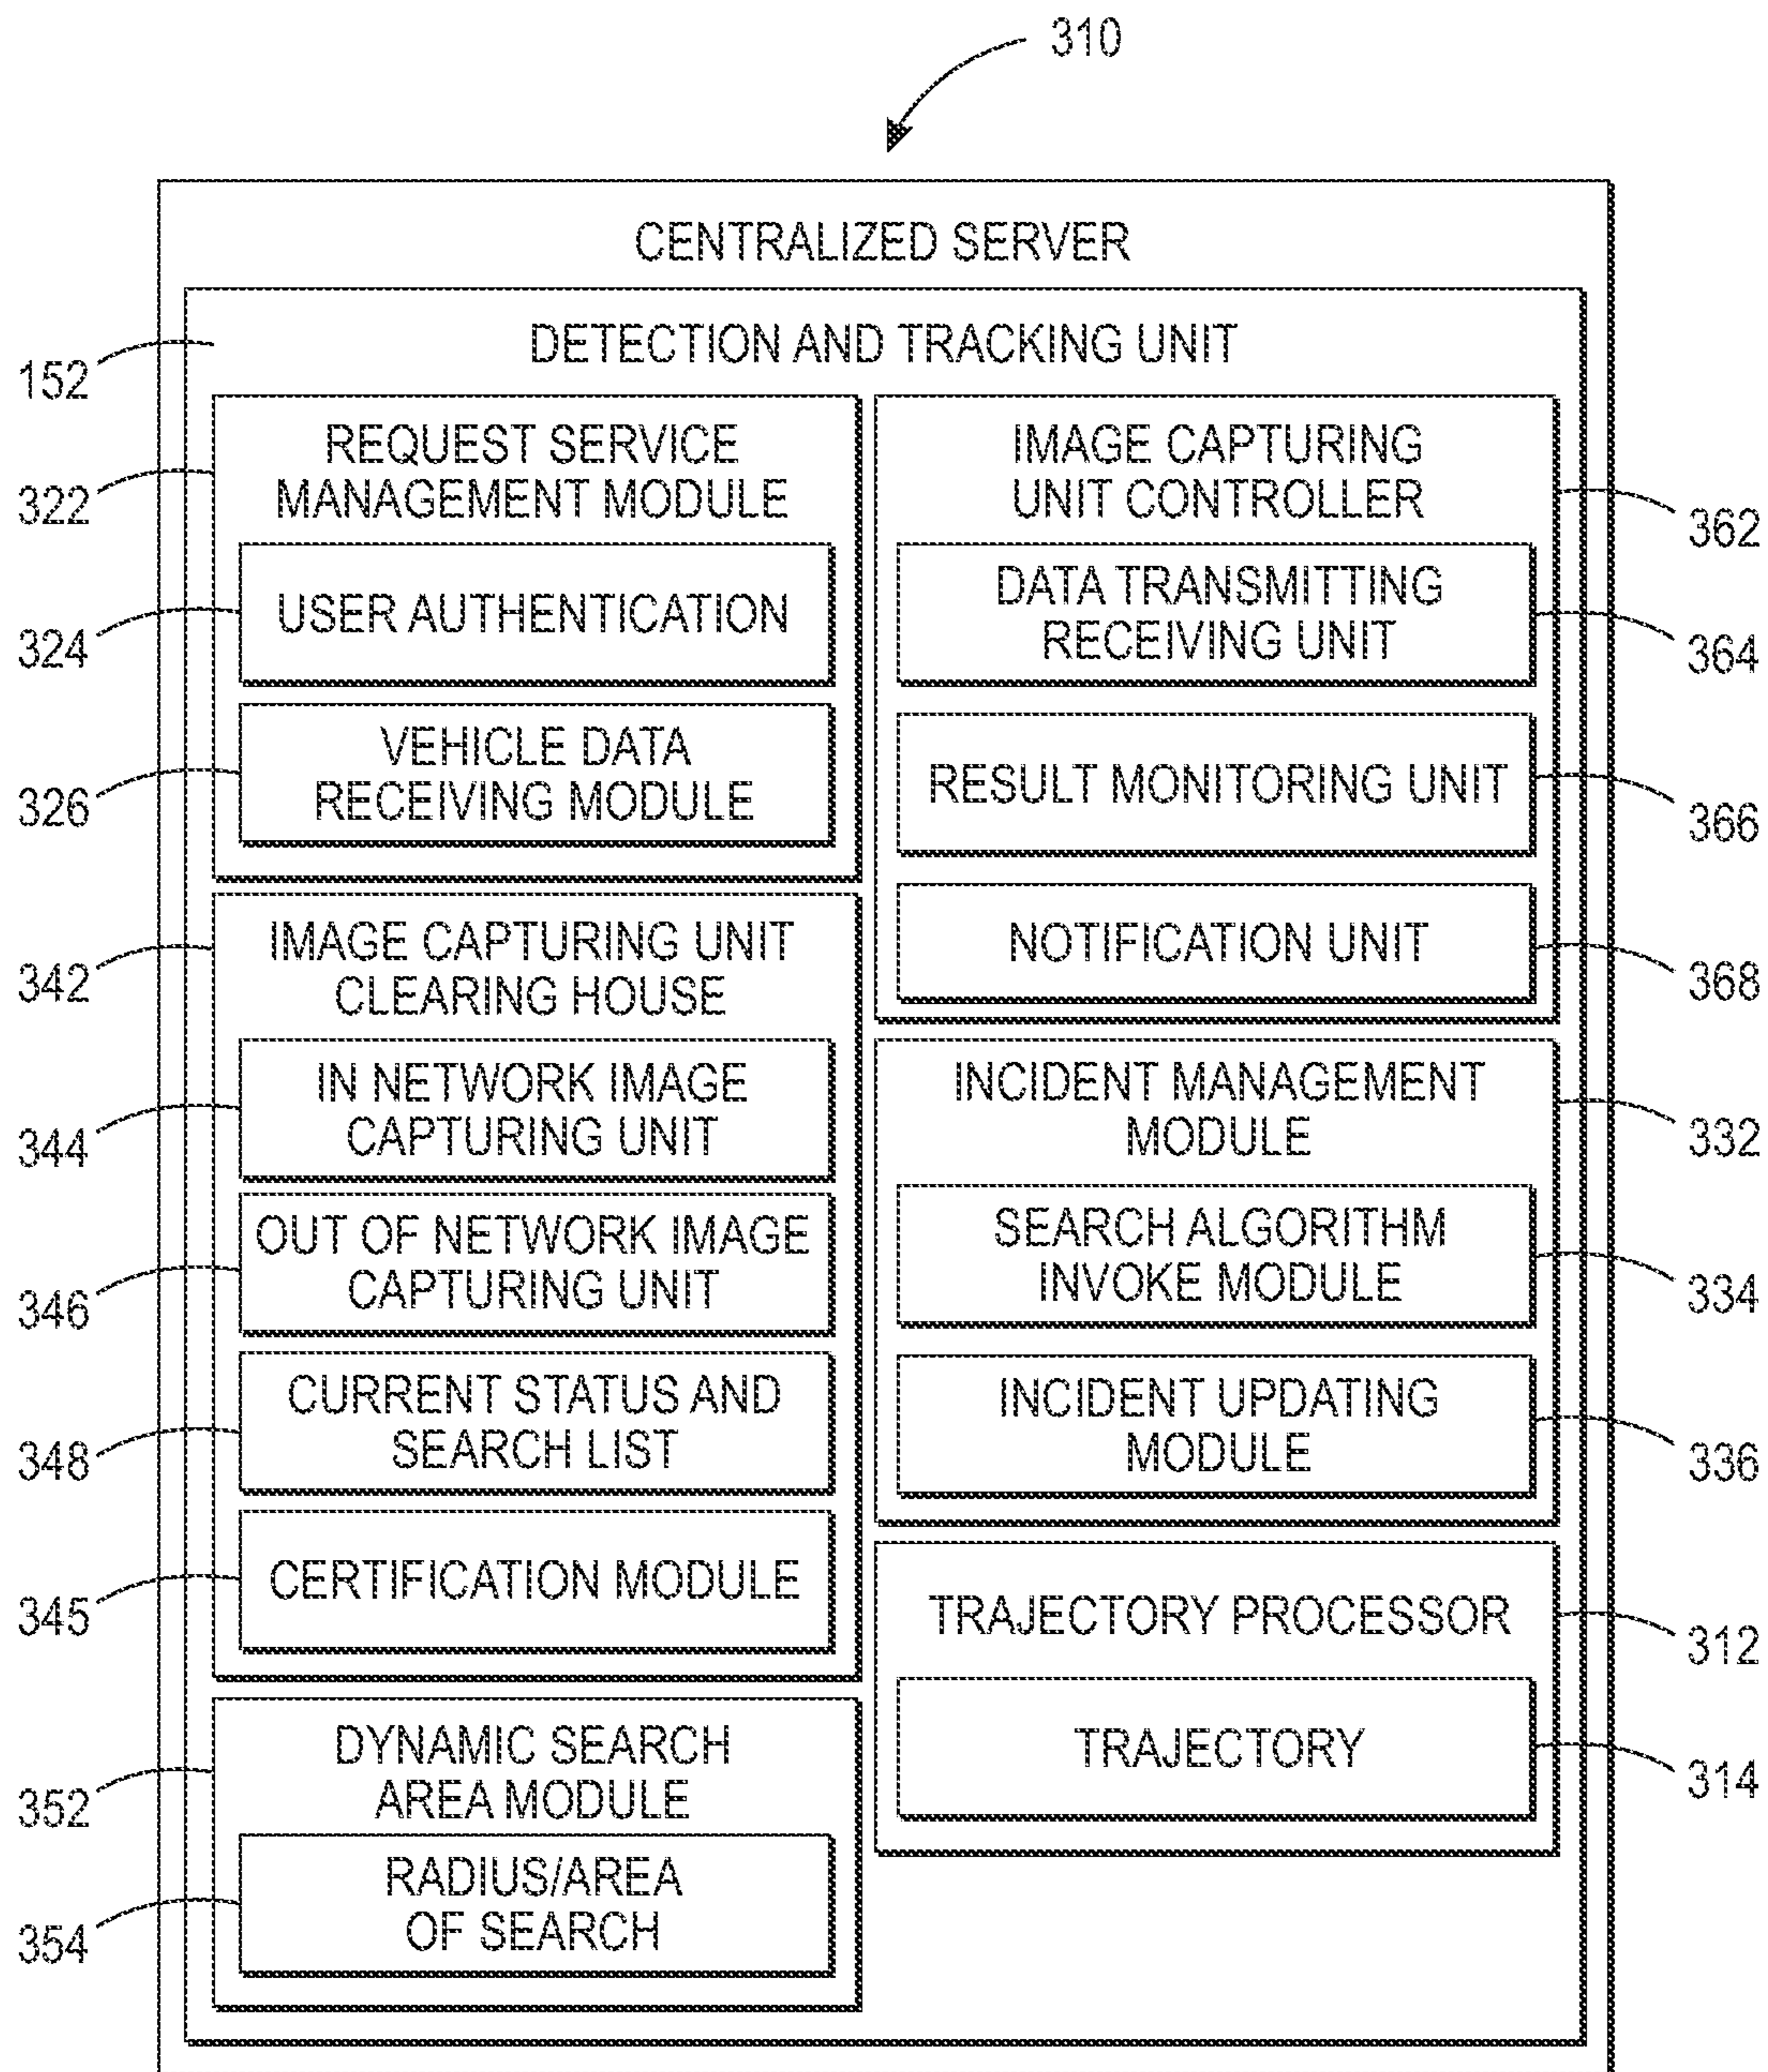 310
CENTRALIZED SERVER
DETECTION AND TRACKING UNIT
152
REQUEST SERVICE
MANAGEMENT MODULE
322
USER AUTHENTICATION
324
VEHICLE DATA
RECEIVING MODULE
326
IMAGE CAPTURING UNIT
CLEARING HOUSE
342
IN NETWORK IMAGE
CAPTURING UNIT
344
OUT OF NETWORK IMAGE
CAPTURING UNIT
346
CURRENT STATUS AND
SEARCH LIST
348
CERTIFICATION MODULE
345
DYNAMIC SEARCH
AREA MODULE
352
RADIUS/AREA
OF SEARCH
354
IMAGE CAPTURING
UNIT CONTROLLER
362
DATA TRANSMITTING
RECEIVING UNIT
364
RESULT MONITORING UNIT
366
NOTIFICATION UNIT
368
INCIDENT MANAGEMENT
MODULE
332
SEARCH ALGORITHM
INVOKE MODULE
334
INCIDENT UPDATING
MODULE
336
TRAJECTORY PROCESSOR
312
TRAJECTORY
314